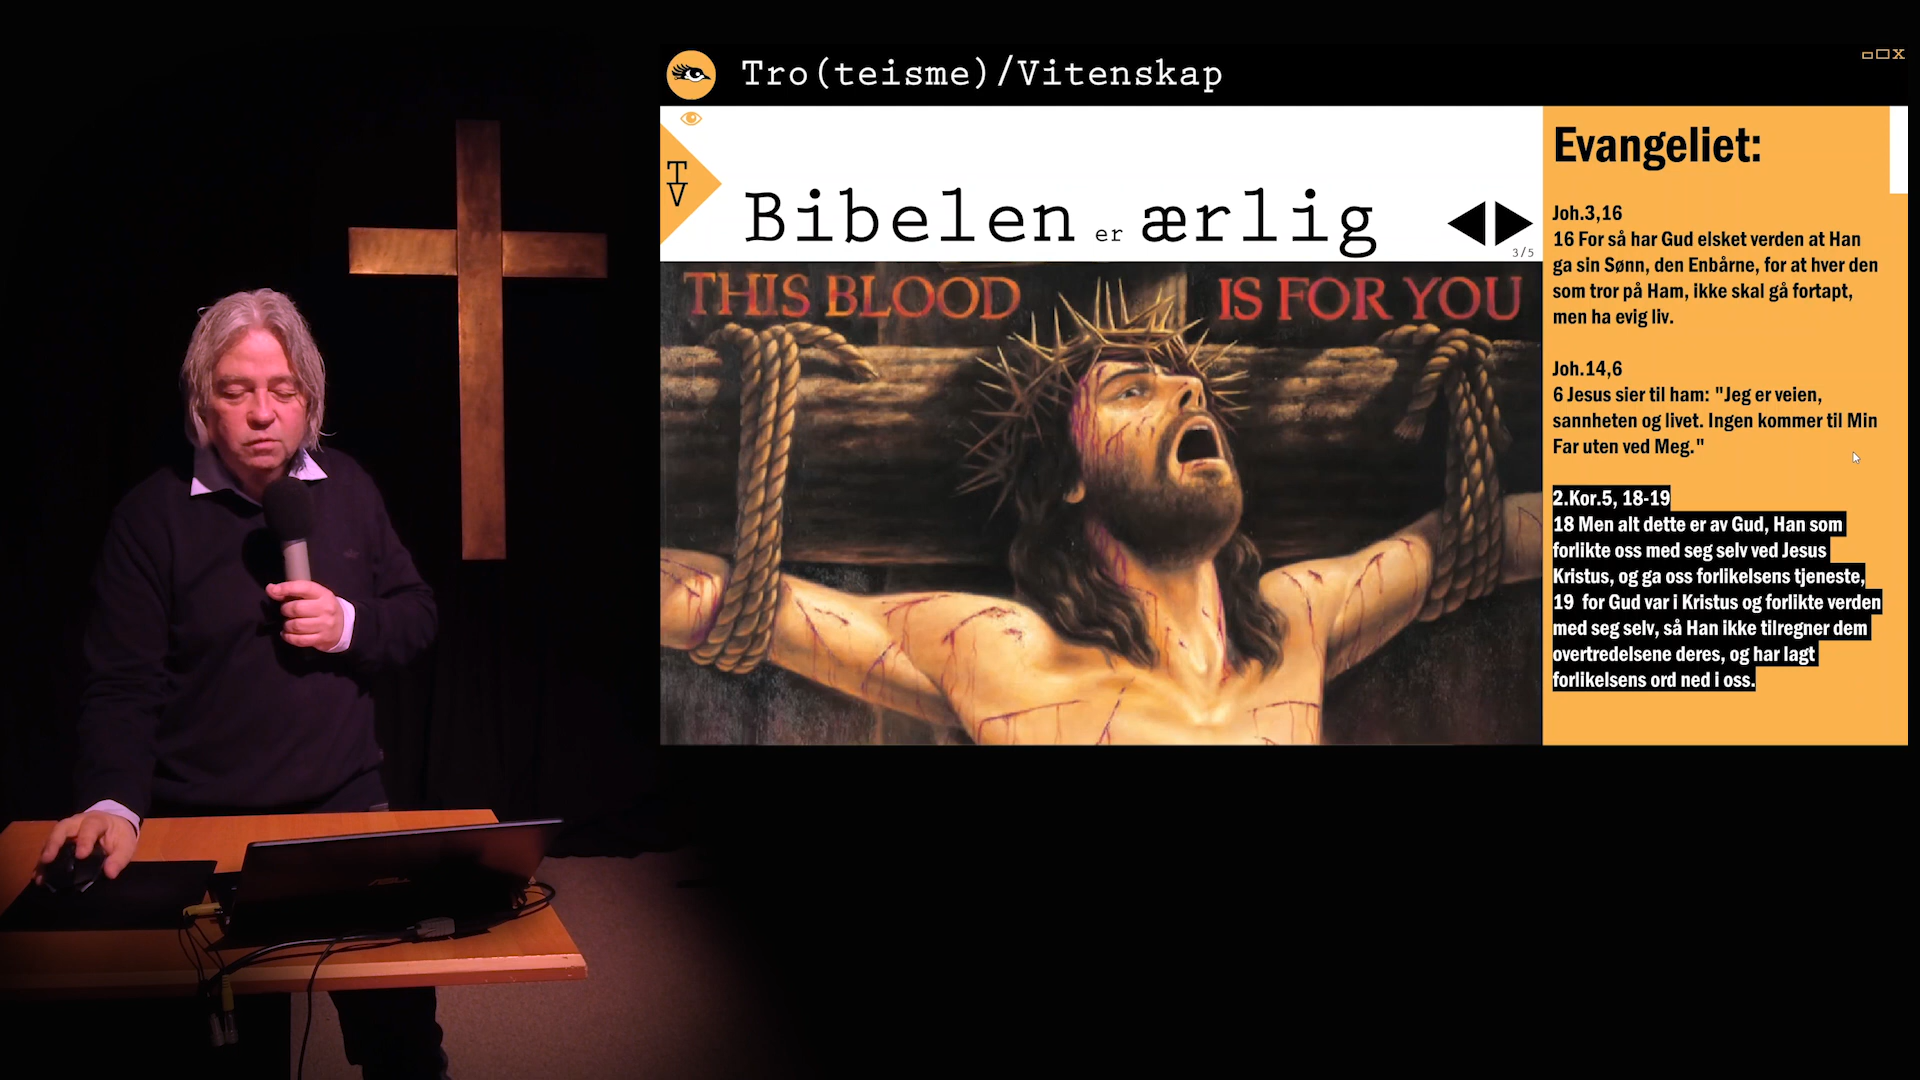 Tro(teisme)/Vitenskap
T
V
Bibelen er ærlig
3/5
THIS BLOOD IS FOR YOU
Evangeliet:
Joh.3,16
16 For så har Gud elsket verden at Han
ga sin Sønn, den Enbårne, for at hver den
som tror på Ham, ikke skal gå fortapt,
men ha evig liv.
Joh.14,6
6 Jesus sier til ham: "Jeg er veien,
sannheten og livet. Ingen kommer til Min
Far uten ved Meg."
2.Kor.5, 18-19
18 Men alt dette er av Gud, Han som
forlikte oss med seg selv ved Jesus
Kristus, og ga oss forlikelsens tjeneste,
19 for Gud var i Kristus og forlikte verden
med seg selv, så Han ikke tilregner dem
overtredelsene deres, og har lagt
forlikelsens ord ned i oss.